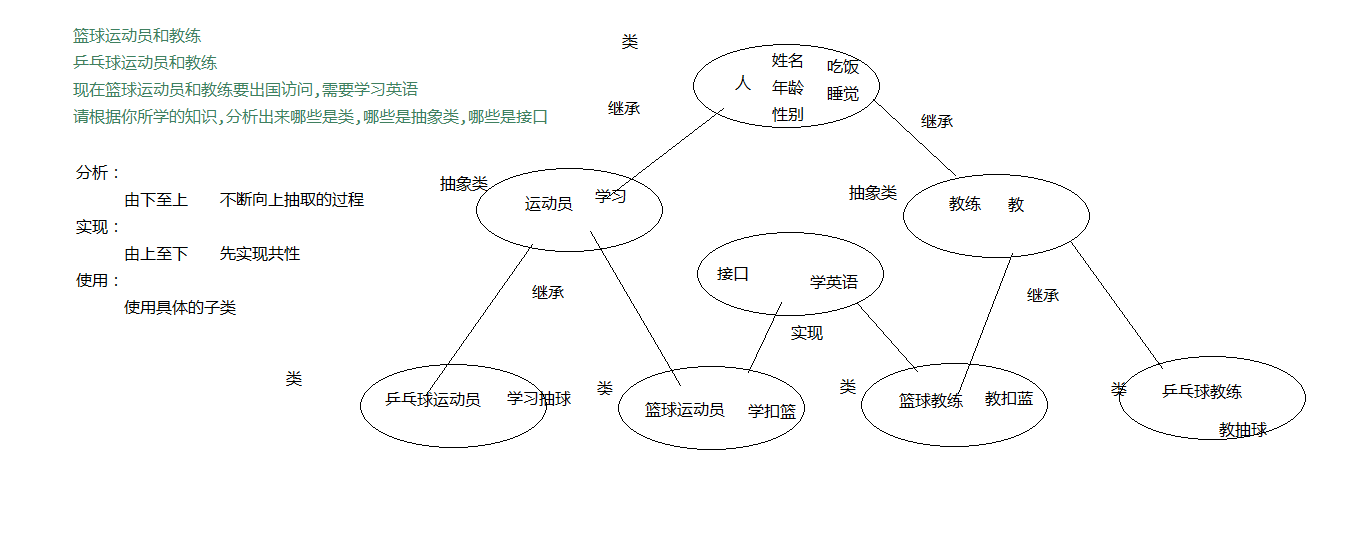 篮球运动员和教练
乒乓球运动员和教练
现在篮球运动员和教练要出国访问,需要学习英语
请根据你所学的知识,分析出来哪些是类,哪些是抽象类,哪些是接口
分析：
由下至上 不断向上抽取的过程
实现：
由上至下 先实现共性
使用：
使用具体的子类
类
人
姓名
年龄
性别
吃饭
睡觉
继承
继承
抽象类
运动员 学习
抽象类
教练 教
接口 学英语
继承
实现
继承
类
乒乓球运动员 学习抽球
类
篮球运动员 学扣篮
类
篮球教练 教扣蓝
类
乒乓球教练
教抽球